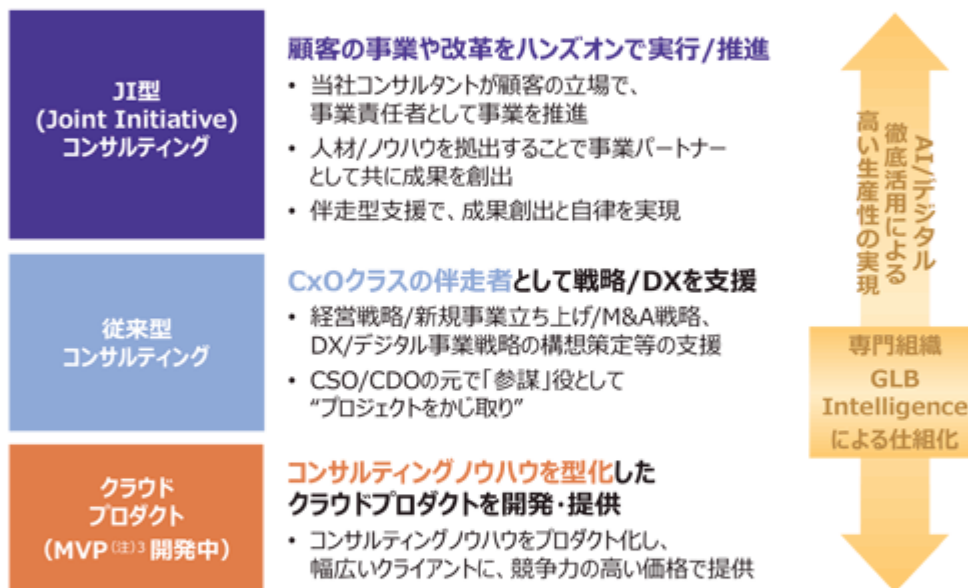 JI型
(Joint Initiative)
コンサルティング
顧客の事業や改革をハンズオンで実行/推進
• 当社コンサルタントが顧客の立場で、
事業責任者として事業を推進
• 人材/ノウハウを拠出することで事業パートナー
として共に成果を創出
• 伴走型支援で、成果創出と自律を実現
従来型
コンサルティング
CxOクラスの伴走者として戦略/DXを支援
• 経営戦略/新規事業立ち上げ/M&A戦略、
DX/デジタル事業戦略の構想策定等の支援
• CSO/CDOの元で「参謀」役として
“プロジェクトをかじ取り”
クラウド
プロダクト
(MVP(注)3 開発中)
コンサルティングノウハウを型化した
クラウドプロダクトを開発・提供
• コンサルティングノウハウをプロダクト化し、
幅広いクライアントに、競争力の高い価格で提供
AI/デジタル
徹底活用による
高い生産性の実現
専門組織
GLB
Intelligence
による仕組化